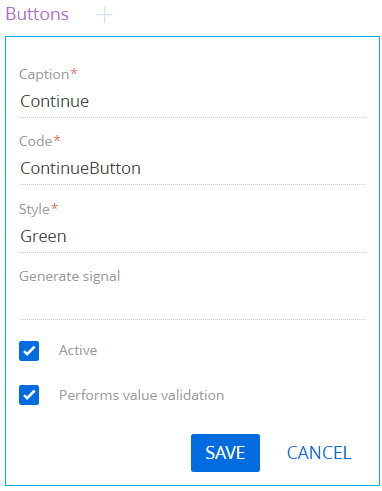 Buttons +
Caption*
Continue
Code*
ContinueButton
Style*
Green
Generate signal
Active
Performs value validation
SAVE CANCEL